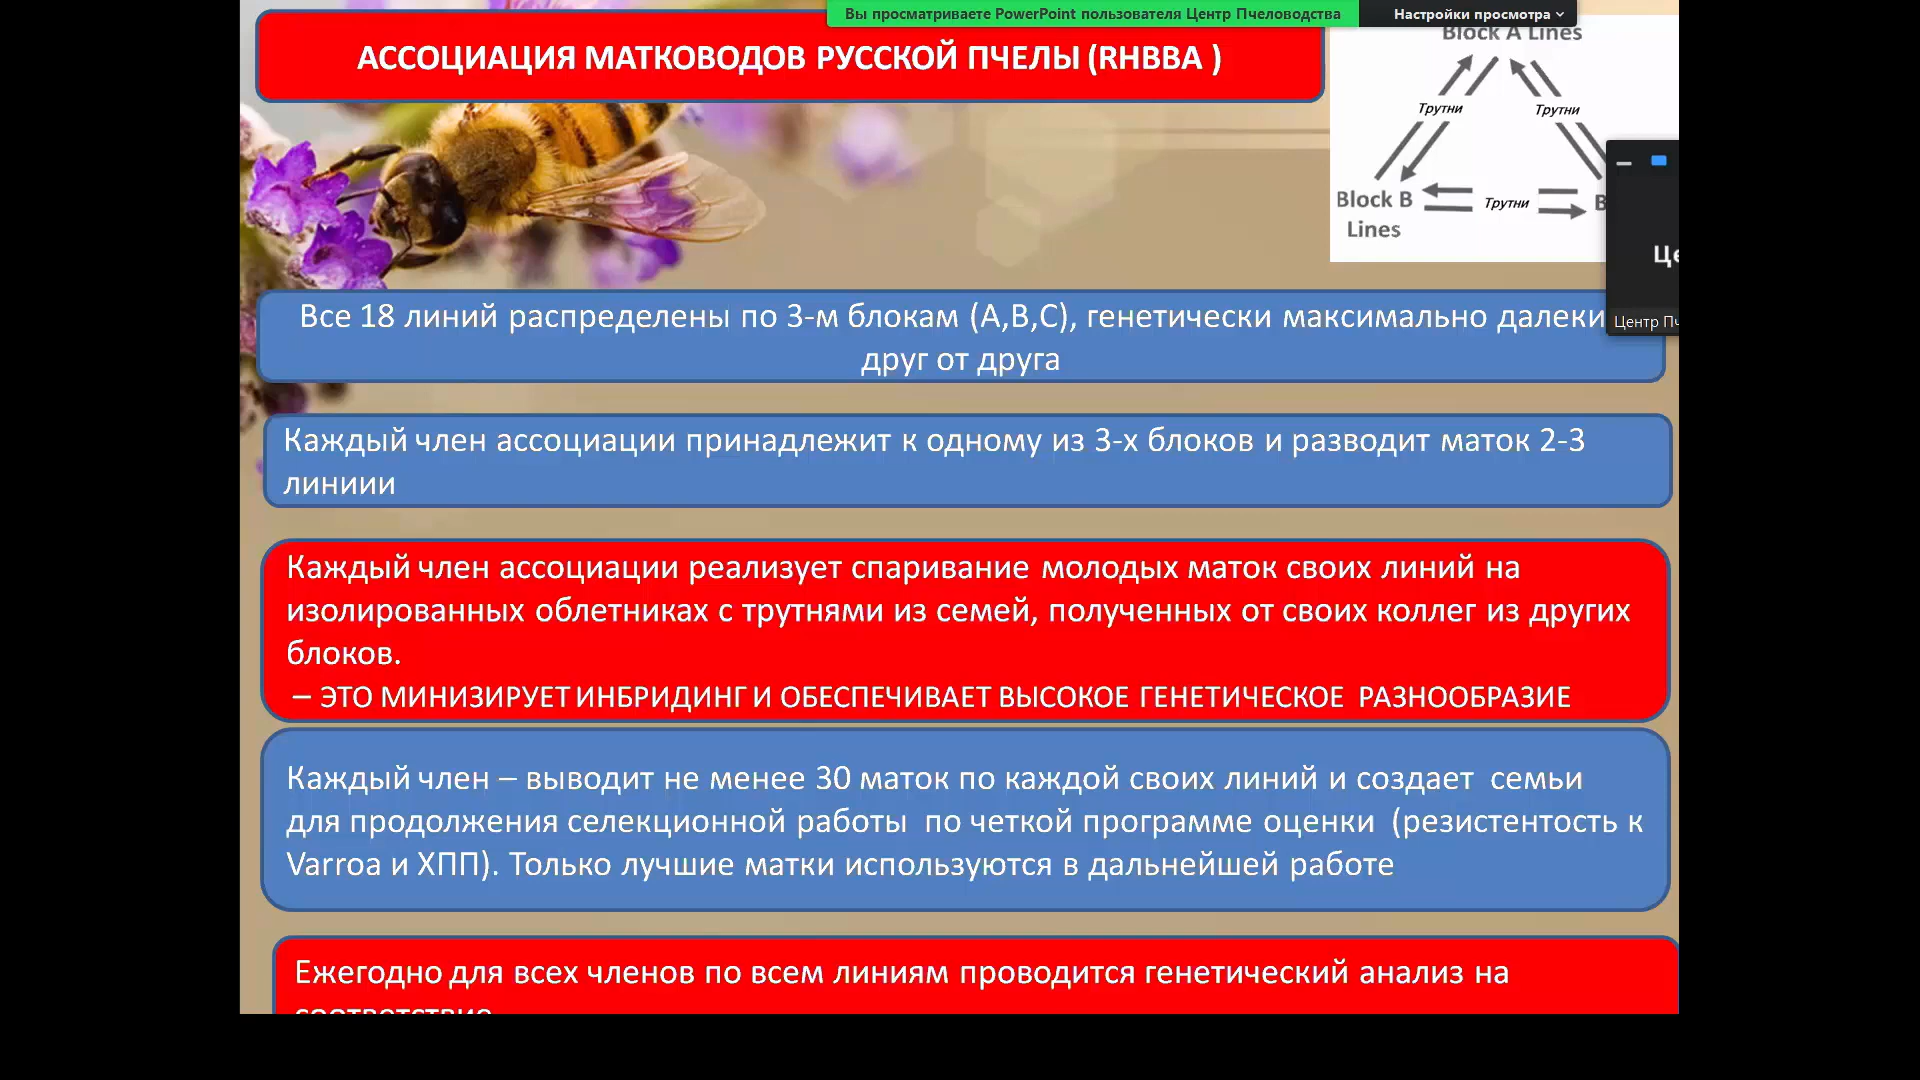 Вы просматриваете PowerPoint пользователя Центр Пчеловодства
Настройки просмотра
АССОЦИАЦИЯ МАТКОВОДОВ РУССКОЙ ПЧЕЛЫ (RHBBA )
Block A Lines
Трутни
Трутни
Block B
Lines
Трутни
Все 18 линий распределены по 3-м блокам (А,В,С), генетически максимально далеки
друг от друга
Каждый член ассоциации принадлежит к одному из 3-х блоков и разводит маток 2-3
линиии
Каждый член ассоциации реализует спаривание молодых маток своих линий на
изолированных облетниках с трутнями из семей, полученных от своих коллег из других
блоков.
– ЭТО МИНИЗИРУЕТ ИНБРИДИНГ И ОБЕСПЕЧИВАЕТ ВЫСОКОЕ ГЕНЕТИЧЕСКОЕ РАЗНООБРАЗИЕ
Каждый член – выводит не менее 30 маток по каждой своих линий и создает семьи
для продолжения селекционной работы по четкой программе оценки (резистентость к
Varroa и ХПП). Только лучшие матки используются в дальнейшей работе
Ежегодно для всех членов по всем линиям проводится генетический анализ на
соответствие